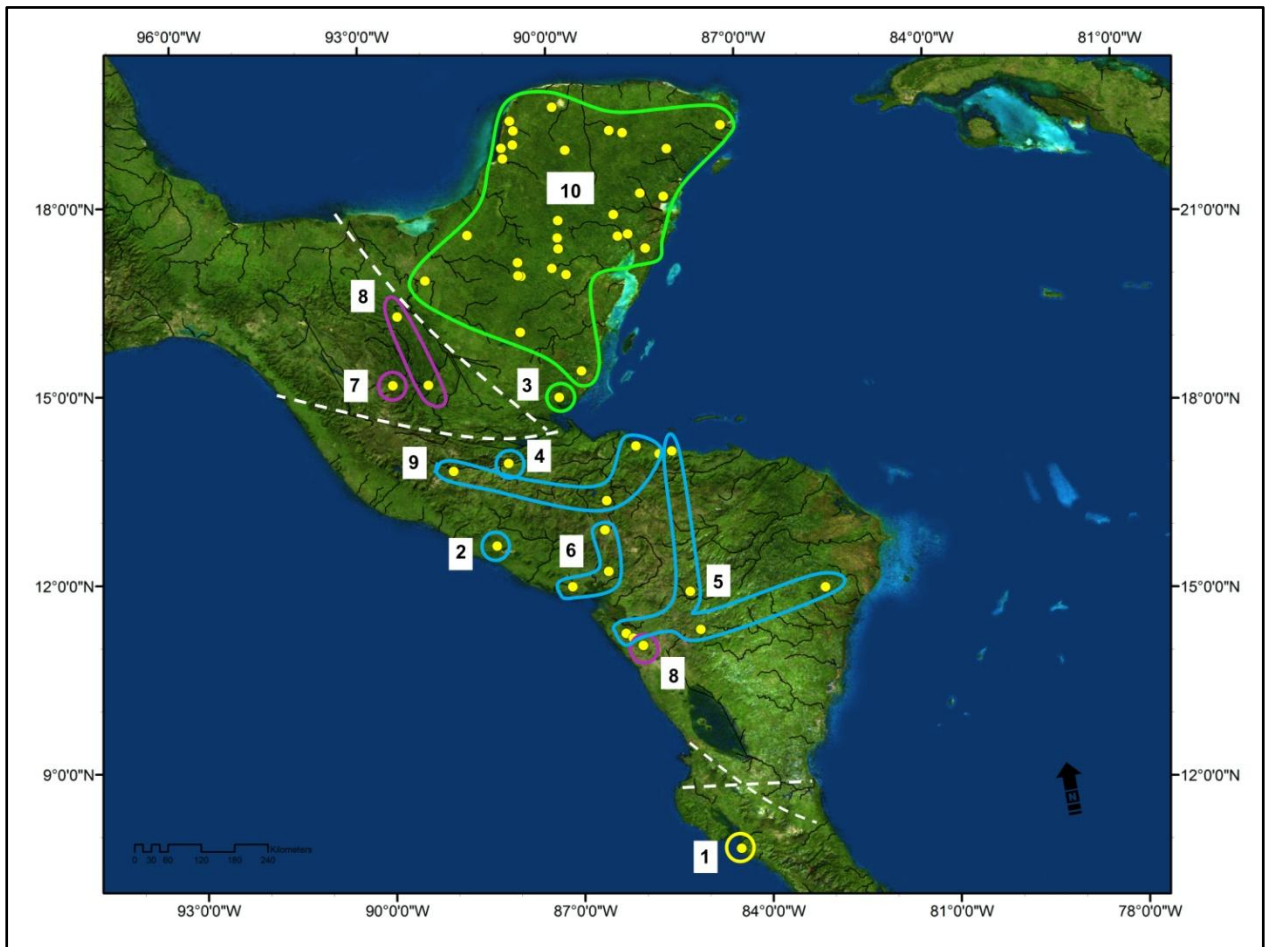 96°0'0"W 93°0'0"W 90°0'0"W 87°0'0"W 84°0'0"W 81°0'0"W
10
18°0'0"N 21°0'0"N
8
7 3
15°0'0"N 18°0'0"N
9 4
2 6
12°0'0"N 5 15°0'0"N
8
9°0'0"N 12°0'0"N
N
Kilometers
0 30 60 120 180 240
1
93°0'0"W 90°0'0"W 87°0'0"W 84°0'0"W 81°0'0"W 78°0'0"W